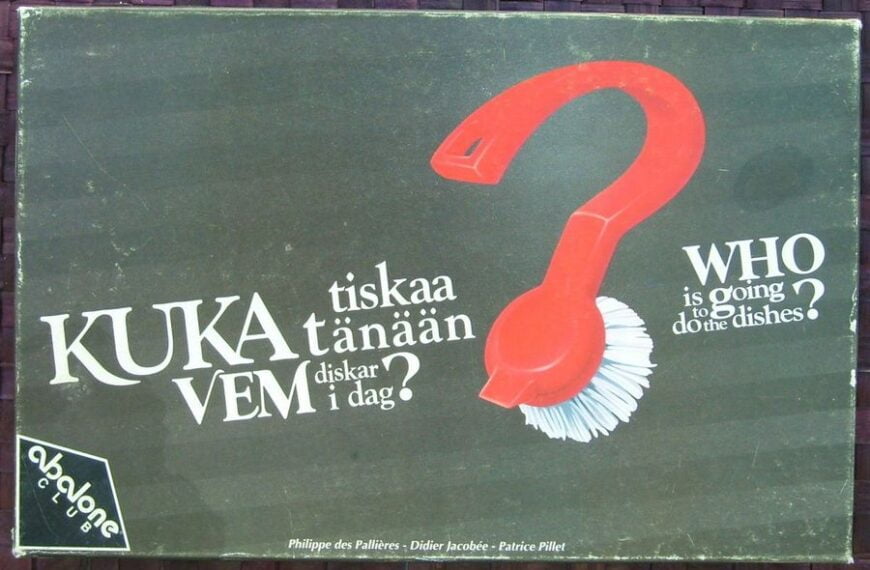 KUKA tiskaa
tänään
VEM diskar
i dag?
WHO
is going
to
do the dishes?
abalone
CLUB
Philippe des Pallières - Didier Jacobée - Patrice Pillet